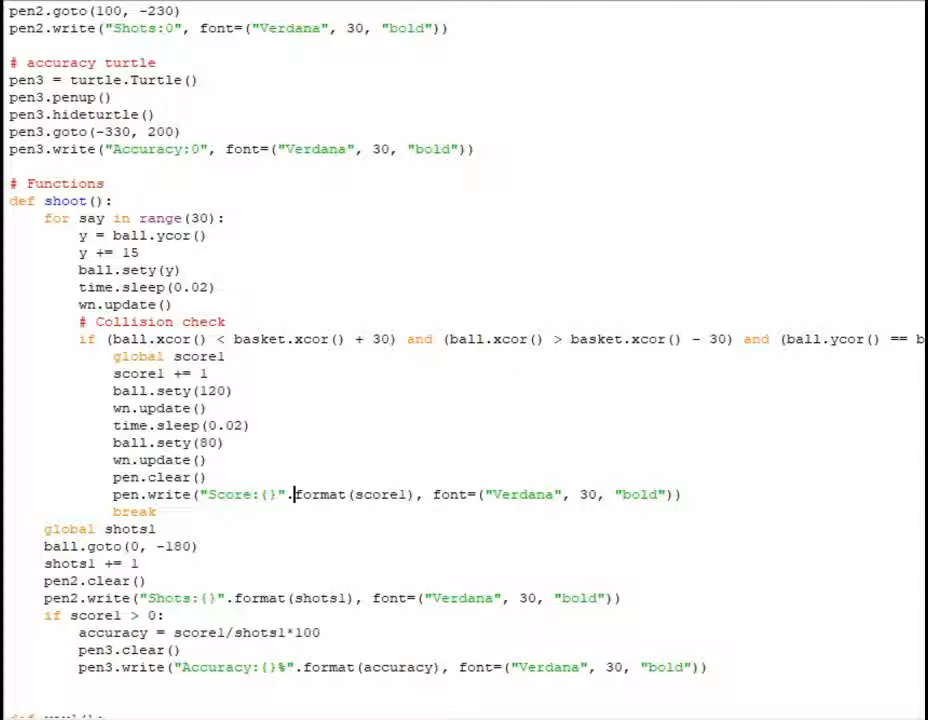 pen2.goto(100, -230)
pen2.write("Shots:0", font=("Verdana", 30, "bold"))
# accuracy turtle
pen3 = turtle.Turtle()
pen3.penup()
pen3.hideturtle()
pen3.goto(-330, 200)
pen3.write("Accuracy:0", font=("Verdana", 30, "bold"))
# Functions
def shoot():
    for say in range(30):
        y = ball.ycor()
        y += 15
        ball.sety(y)
        time.sleep(0.02)
        wn.update()
        # Collision check
        if (ball.xcor() < basket.xcor() + 30) and (ball.xcor() > basket.xcor() - 30) and (ball.ycor() == b
            global score1
            score1 += 1
            ball.sety(120)
            wn.update()
            time.sleep(0.02)
            ball.sety(80)
            wn.update()
            pen.clear()
            pen.write("Score:{}".format(score1), font=("Verdana", 30, "bold"))
            break
    global shots1
    ball.goto(0, -180)
    shots1 += 1
    pen2.clear()
    pen2.write("Shots:{}".format(shots1), font=("Verdana", 30, "bold"))
    if score1 > 0:
        accuracy = score1/shots1*100
        pen3.clear()
        pen3.write("Accuracy:{}%".format(accuracy), font=("Verdana", 30, "bold"))